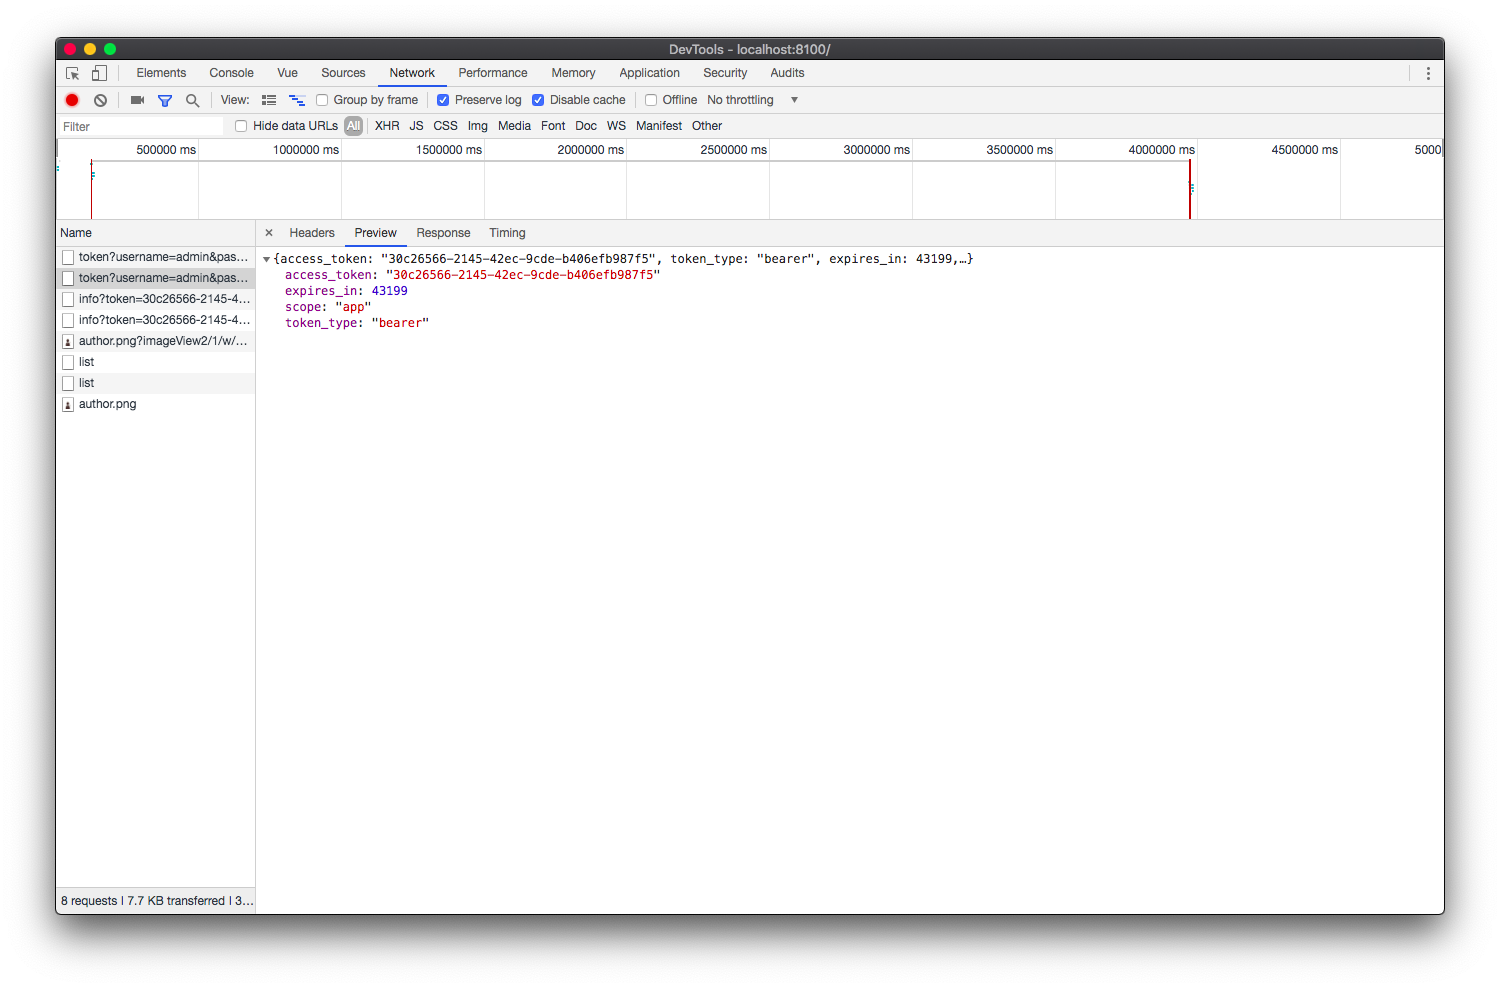 DevTools - localhost:8100/
Elements Console Vue Sources Network Performance Memory Application Security Audits
View: Group by frame Preserve log Disable cache Offline No throttling
Filter Hide data URLs All XHR JS CSS Img Media Font Doc WS Manifest Other
500000 ms 1000000 ms 1500000 ms 2000000 ms 2500000 ms 3000000 ms 3500000 ms 4000000 ms 4500000 ms 5000
Name × Headers Preview Response Timing
token?username=admin&pas...
token?username=admin&pas...
info?token=30c26566-2145-4...
info?token=30c26566-2145-4...
author.png?imageView2/1/w/...
list
list
author.png
{access_token: "30c26566-2145-42ec-9cde-b406efb987f5", token_type: "bearer", expires_in: 43199,…}
access_token: "30c26566-2145-42ec-9cde-b406efb987f5"
expires_in: 43199
scope: "app"
token_type: "bearer"
8 requests | 7.7 KB transferred | 3...